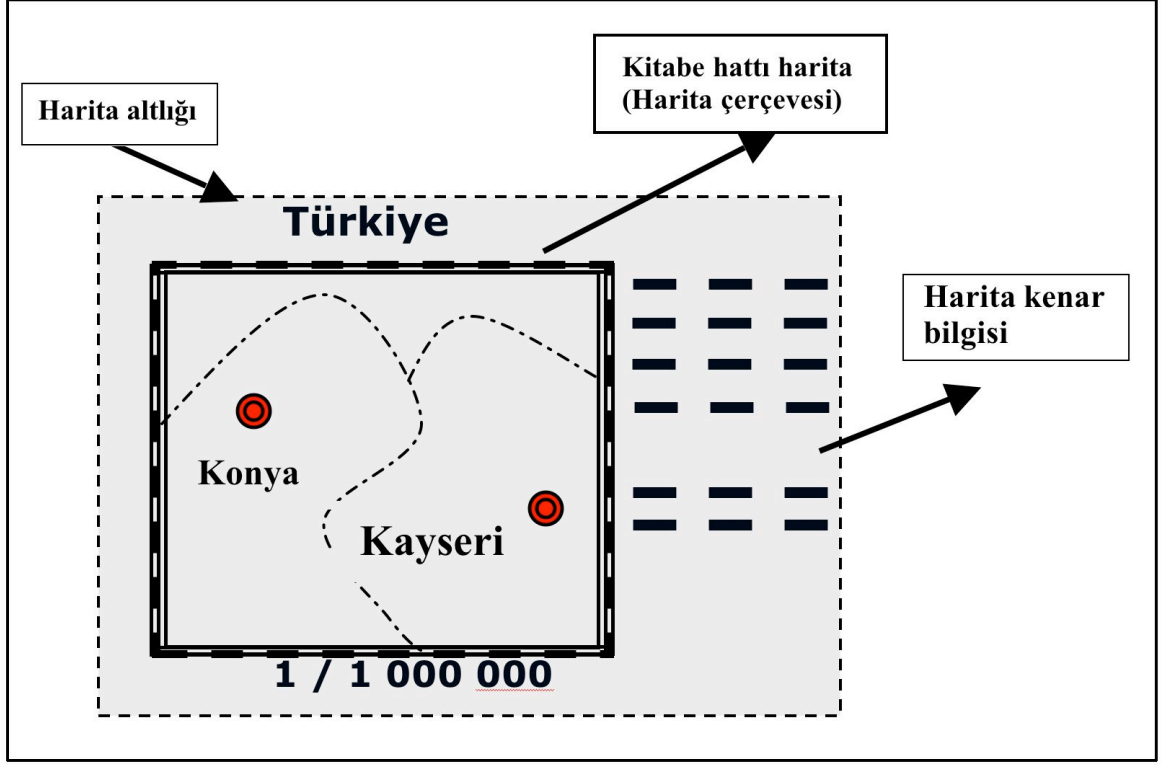 Kitabe hattı harita
(Harita çerçevesi)
Harita altlığı
Türkiye
Harita kenar
bilgisi
Konya
Kayseri
1 / 1 000 000